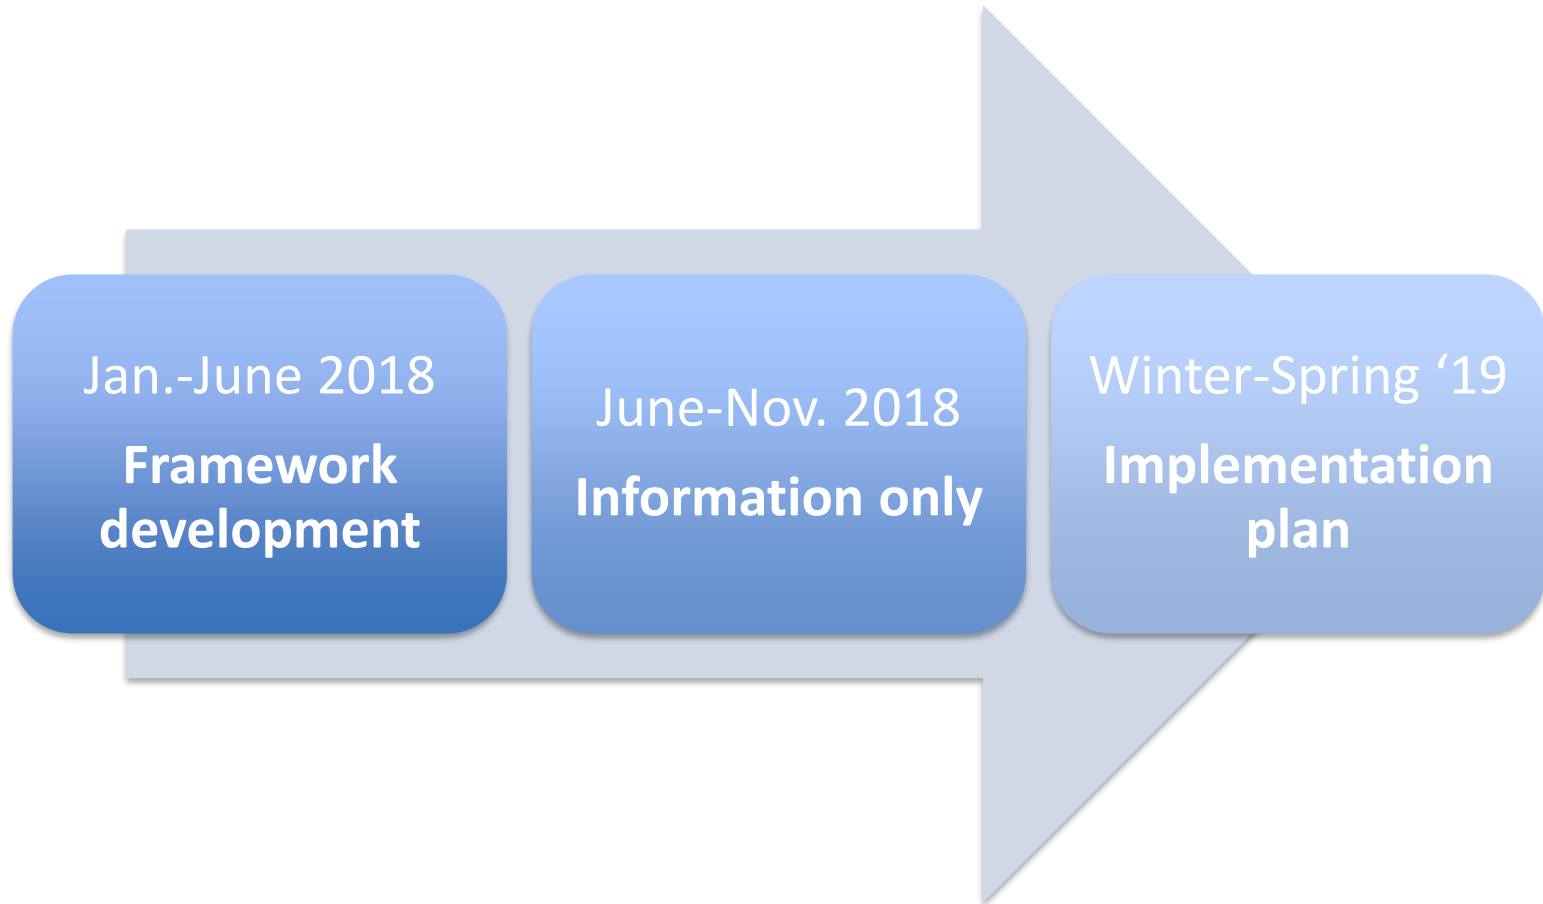 Jan.-June 2018
Framework
development
June-Nov. 2018
Information only
Winter-Spring ‘19
Implementation
plan